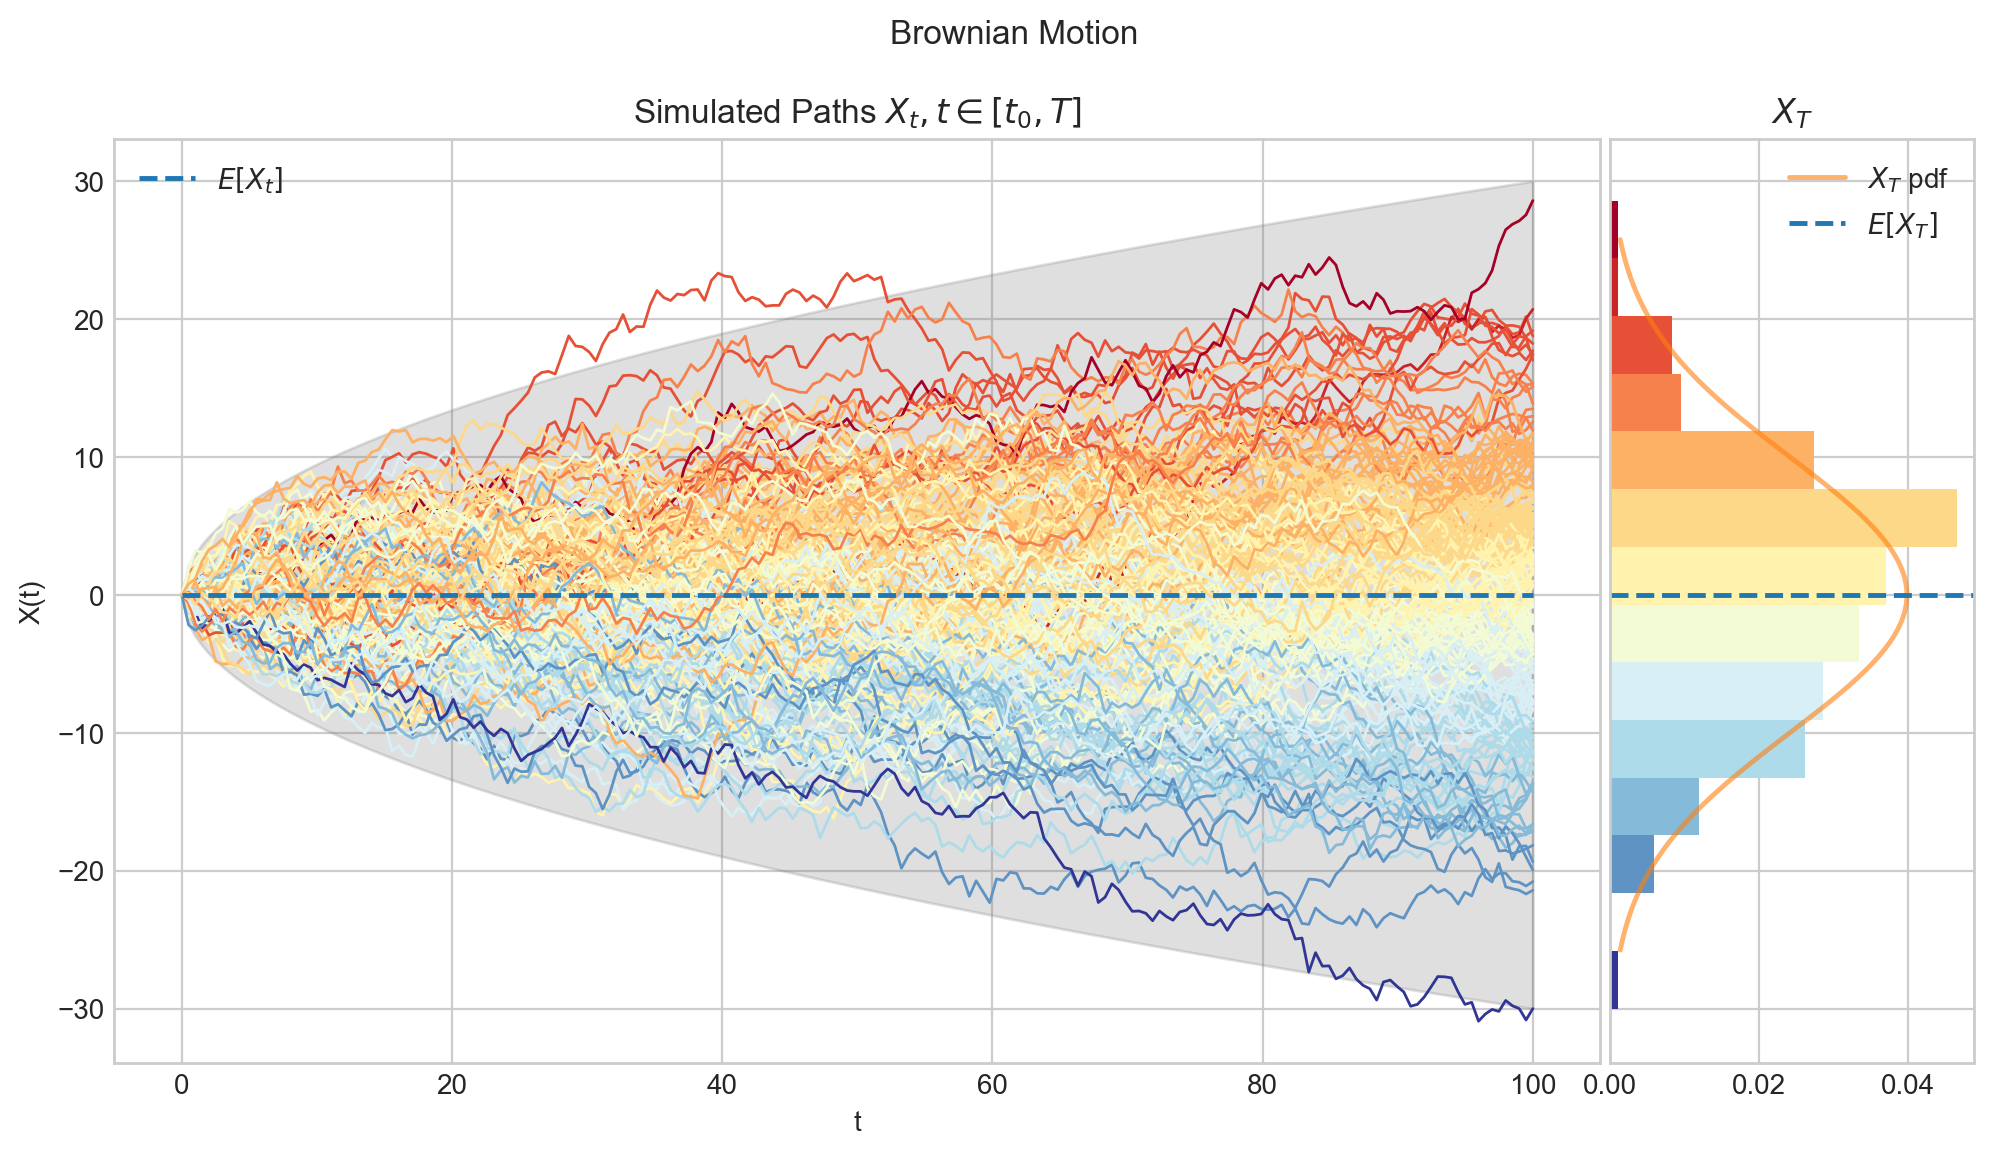 Brownian Motion
Simulated Paths $X_t, t \in [t_0, T]$
$X_T$
$E[X_t]$
$X_T$ pdf
$E[X_T]$
30
20
10
0
−10
−20
−30
X(t)
0 20 40 60 80 100
0.00 0.02 0.04
t